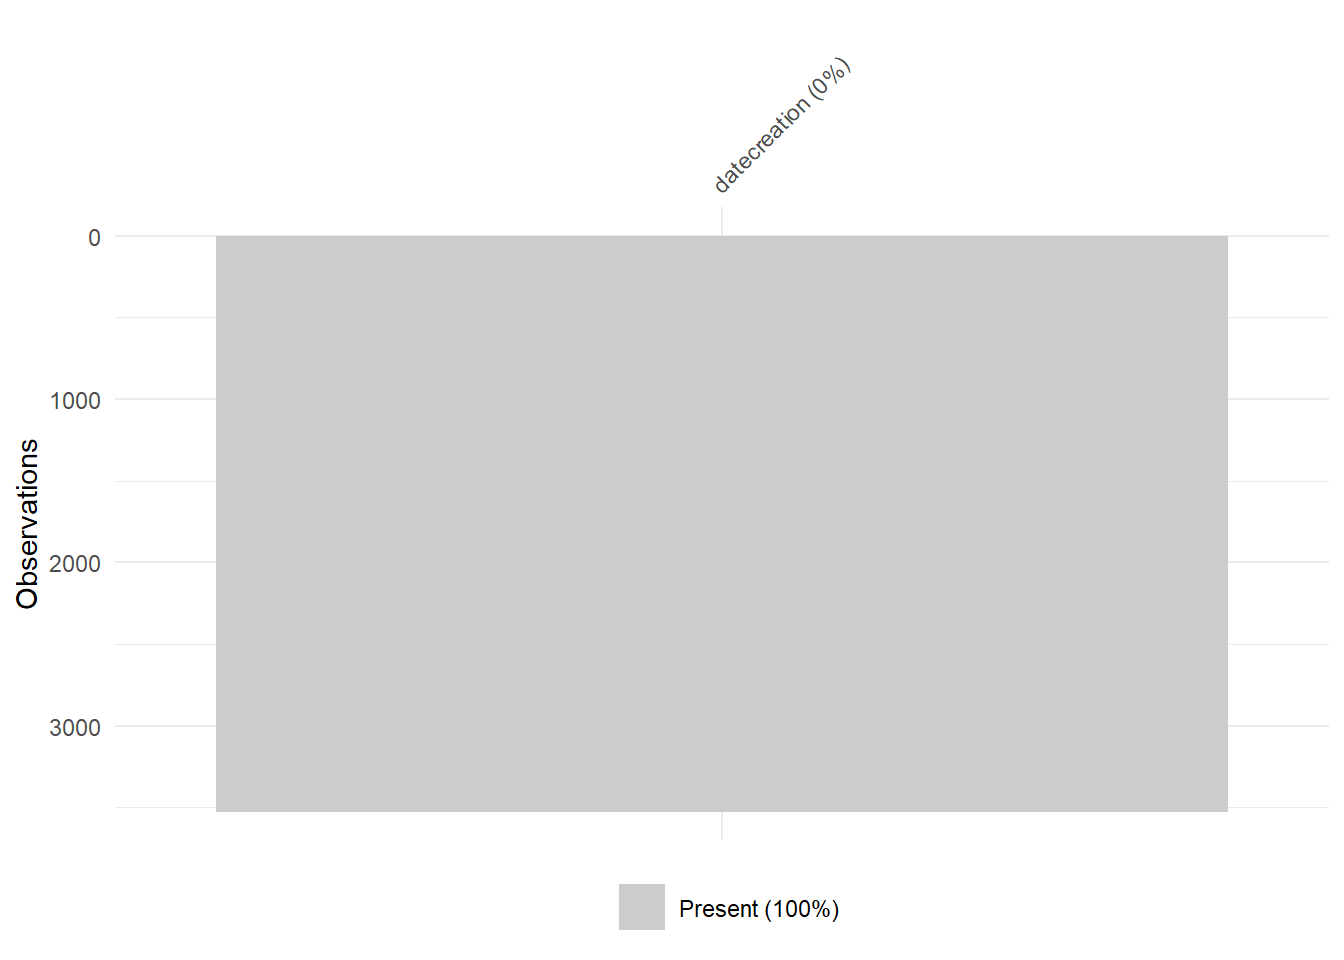 datecreation (0%)
0
1000
2000
3000
Observations
Present (100%)